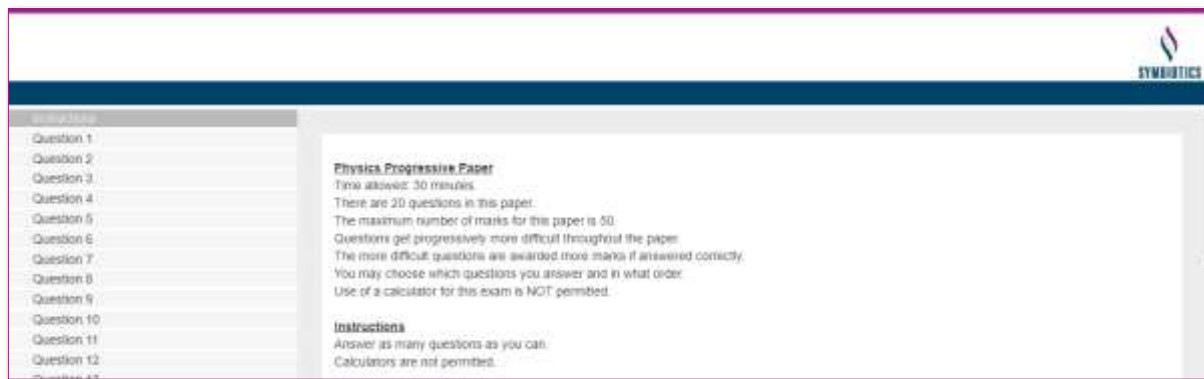 SYMBIOTICS
Instructions
Question 1
Question 2
Question 3
Question 4
Question 5
Question 6
Question 7
Question 8
Question 9
Question 10
Question 11
Question 12
Physics Progressive Paper
Time allowed: 30 minutes.
There are 20 questions in this paper.
The maximum number of marks for this paper is 50.
Questions get progressively more difficult throughout the paper.
The more difficult questions are awarded more marks if answered correctly.
You may choose which questions you answer and in what order.
Use of a calculator for this exam is NOT permitted.
Instructions
Answer as many questions as you can.
Calculators are not permitted.